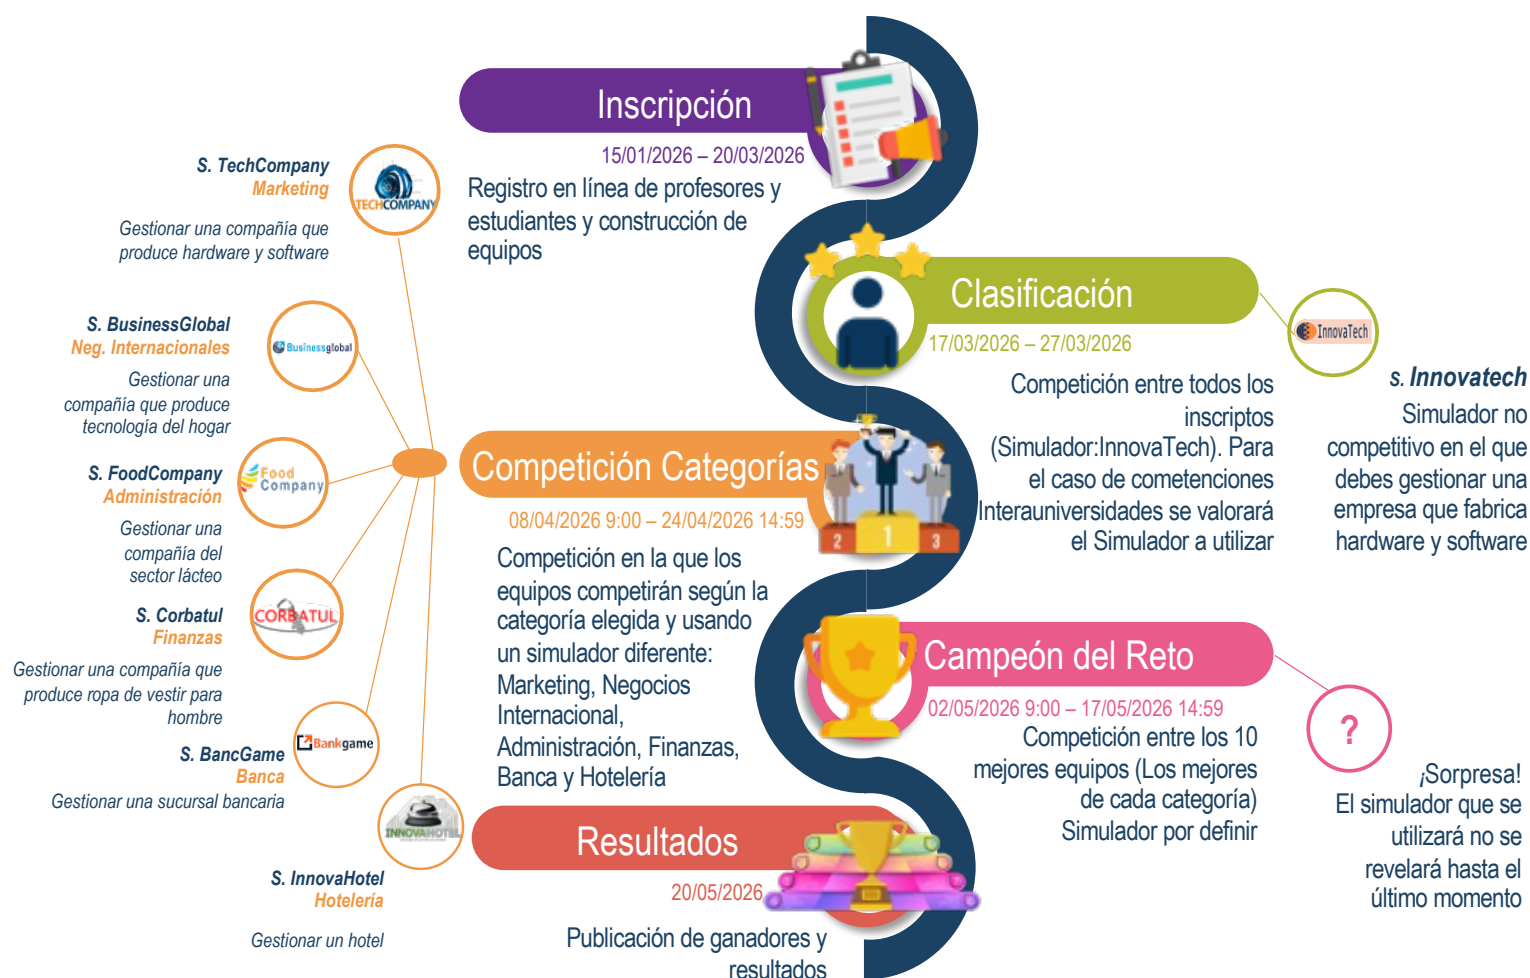 Inscripción
15/01/2026 – 20/03/2026
Registro en línea de profesores y
estudiantes y construcción de
equipos
S. TechCompany
Marketing
Gestionar una compañía que
produce hardware y software
TECHCOMPANY
S. BusinessGlobal
Neg. Internacionales
Gestionar una
compañía que produce
tecnología del hogar
Businessglobal
S. FoodCompany
Administración
Gestionar una
compañía del
sector lácteo
Food
Company
S. Corbatul
Finanzas
Gestionar una compañía que
produce ropa de vestir para
hombre
CORBATUL
S. BancGame
Banca
Gestionar una sucursal bancaria
Bankgame
S. InnovaHotel
Hotelería
Gestionar un hotel
INNOVAHOTEL
Clasificación
17/03/2026 – 27/03/2026
Competición entre todos los
inscriptos
(Simulador:InnovaTech). Para
el caso de cometenciones
Interauniversidades se valorará
el Simulador a utilizar
InnovaTech
S. Innovatech
Simulador no
competitivo en el que
debes gestionar una
empresa que fabrica
hardware y software
Competición Categorías
08/04/2026 9:00 – 24/04/2026 14:59
Competición en la que los
equipos competirán según la
categoría elegida y usando
un simulador diferente:
Marketing, Negocios
Internacional,
Administración, Finanzas,
Banca y Hotelería
2 1 3
Campeón del Reto
02/05/2026 9:00 – 17/05/2026 14:59
Competición entre los 10
mejores equipos (Los mejores
de cada categoría)
Simulador por definir
?
¡Sorpresa!
El simulador que se
utilizará no se
revelará hasta el
último momento
Resultados
20/05/2026
Publicación de ganadores y
resultados